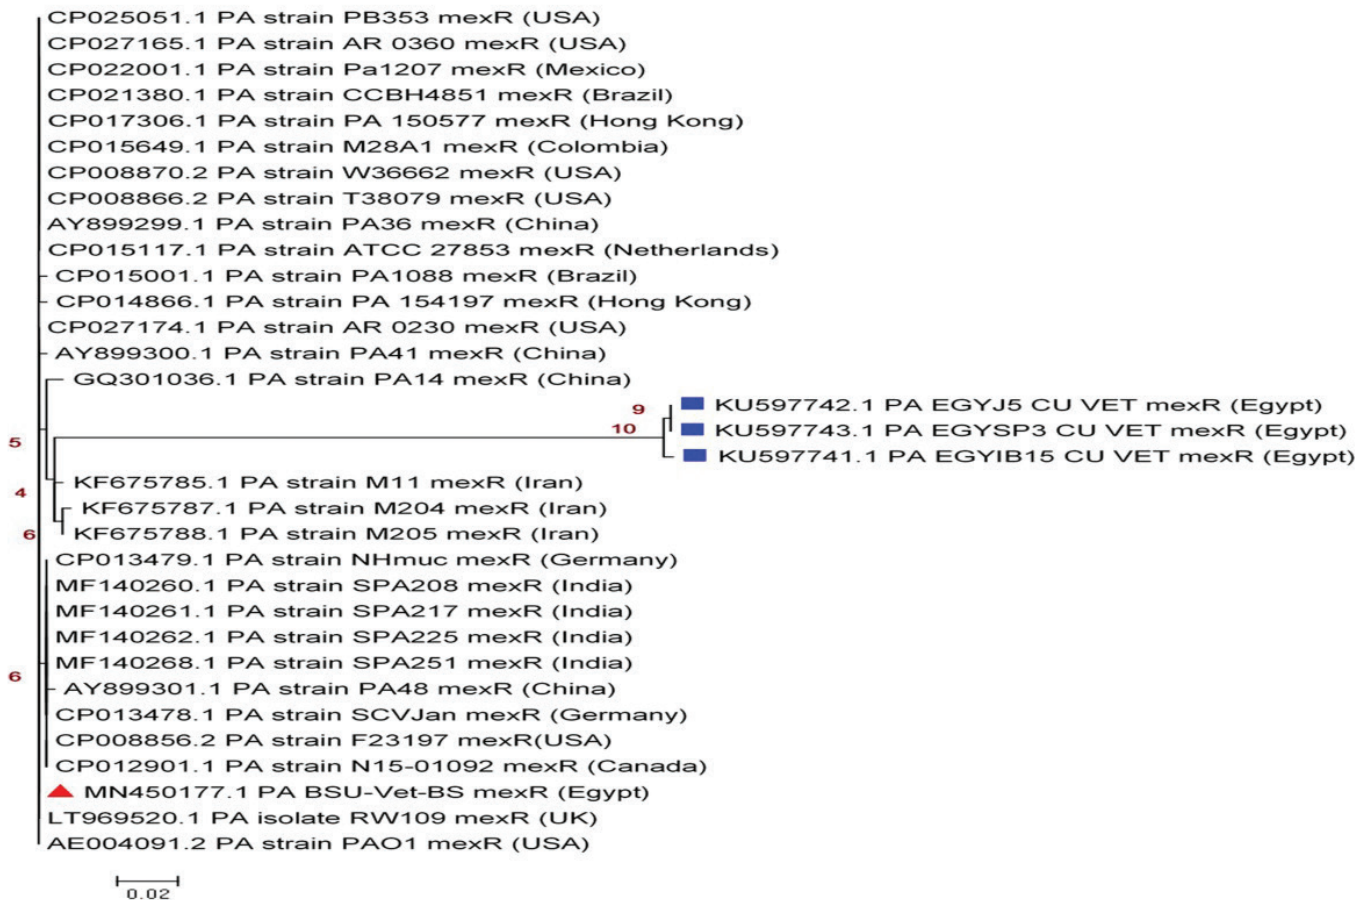 CP025051.1 PA strain PB353 mexR (USA)
CP027165.1 PA strain AR 0360 mexR (USA)
CP022001.1 PA strain Pa1207 mexR (Mexico)
CP021380.1 PA strain CCBH4851 mexR (Brazil)
CP017306.1 PA strain PA 150577 mexR (Hong Kong)
CP015649.1 PA strain M28A1 mexR (Colombia)
CP008870.2 PA strain W36662 mexR (USA)
CP008866.2 PA strain T38079 mexR (USA)
AY899299.1 PA strain PA36 mexR (China)
CP015117.1 PA strain ATCC 27853 mexR (Netherlands)
CP015001.1 PA strain PA1088 mexR (Brazil)
CP014866.1 PA strain PA 154197 mexR (Hong Kong)
CP027174.1 PA strain AR 0230 mexR (USA)
AY899300.1 PA strain PA41 mexR (China)
GQ301036.1 PA strain PA14 mexR (China)
9 KU597742.1 PA EGYJ5 CU VET mexR (Egypt)
10 KU597743.1 PA EGYSP3 CU VET mexR (Egypt)
5
KU597741.1 PA EGYIB15 CU VET mexR (Egypt)
KF675785.1 PA strain M11 mexR (Iran)
4
KF675787.1 PA strain M204 mexR (Iran)
6 KF675788.1 PA strain M205 mexR (Iran)
CP013479.1 PA strain NHmuc mexR (Germany)
MF140260.1 PA strain SPA208 mexR (India)
MF140261.1 PA strain SPA217 mexR (India)
MF140262.1 PA strain SPA225 mexR (India)
MF140268.1 PA strain SPA251 mexR (India)
6
AY899301.1 PA strain PA48 mexR (China)
CP013478.1 PA strain SCVJan mexR (Germany)
CP008856.2 PA strain F23197 mexR(USA)
CP012901.1 PA strain N15-01092 mexR (Canada)
MN450177.1 PA BSU-Vet-BS mexR (Egypt)
LT969520.1 PA isolate RW109 mexR (UK)
AE004091.2 PA strain PAO1 mexR (USA)
0.02